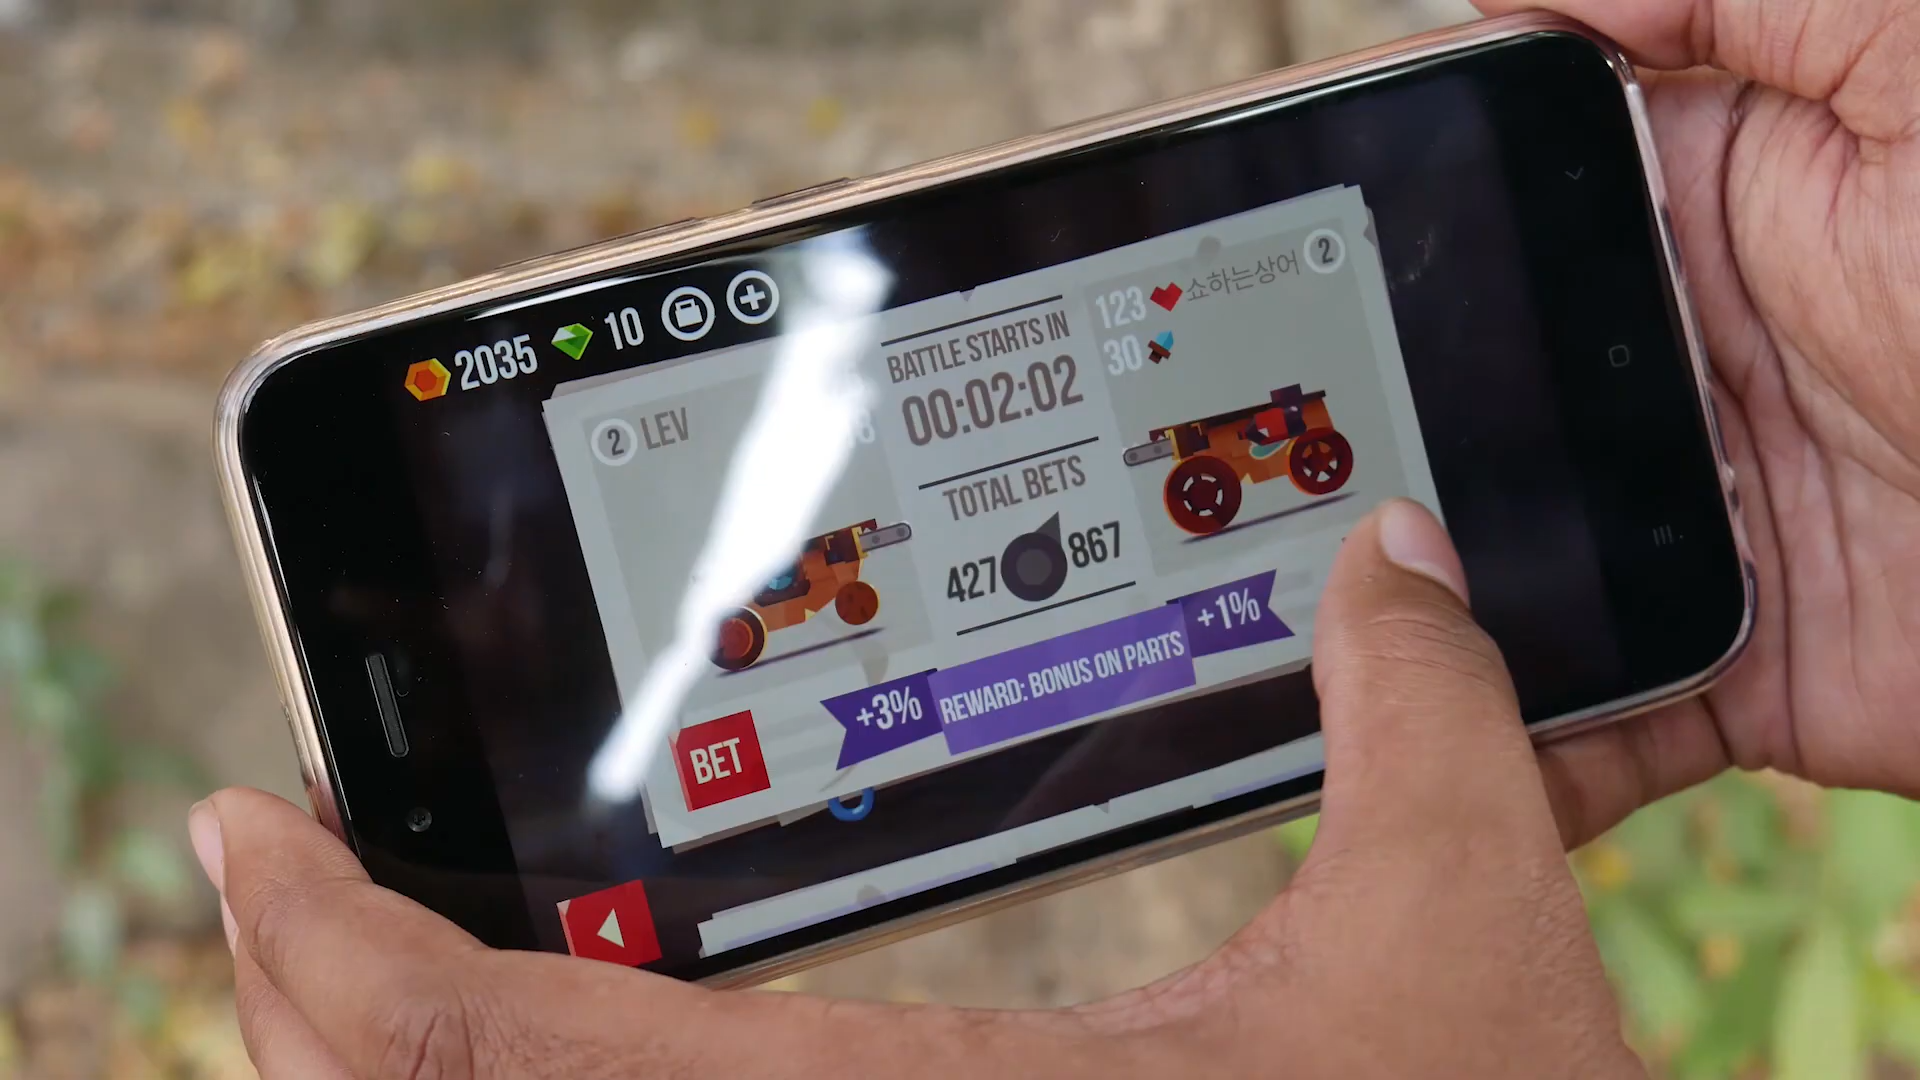 2035 10
2 LEV
BATTLE STARTS IN
00:02:02
123 쇼하는상어 2
30
TOTAL BETS
427 867
+3% REWARD: BONUS ON PARTS +1%
BET